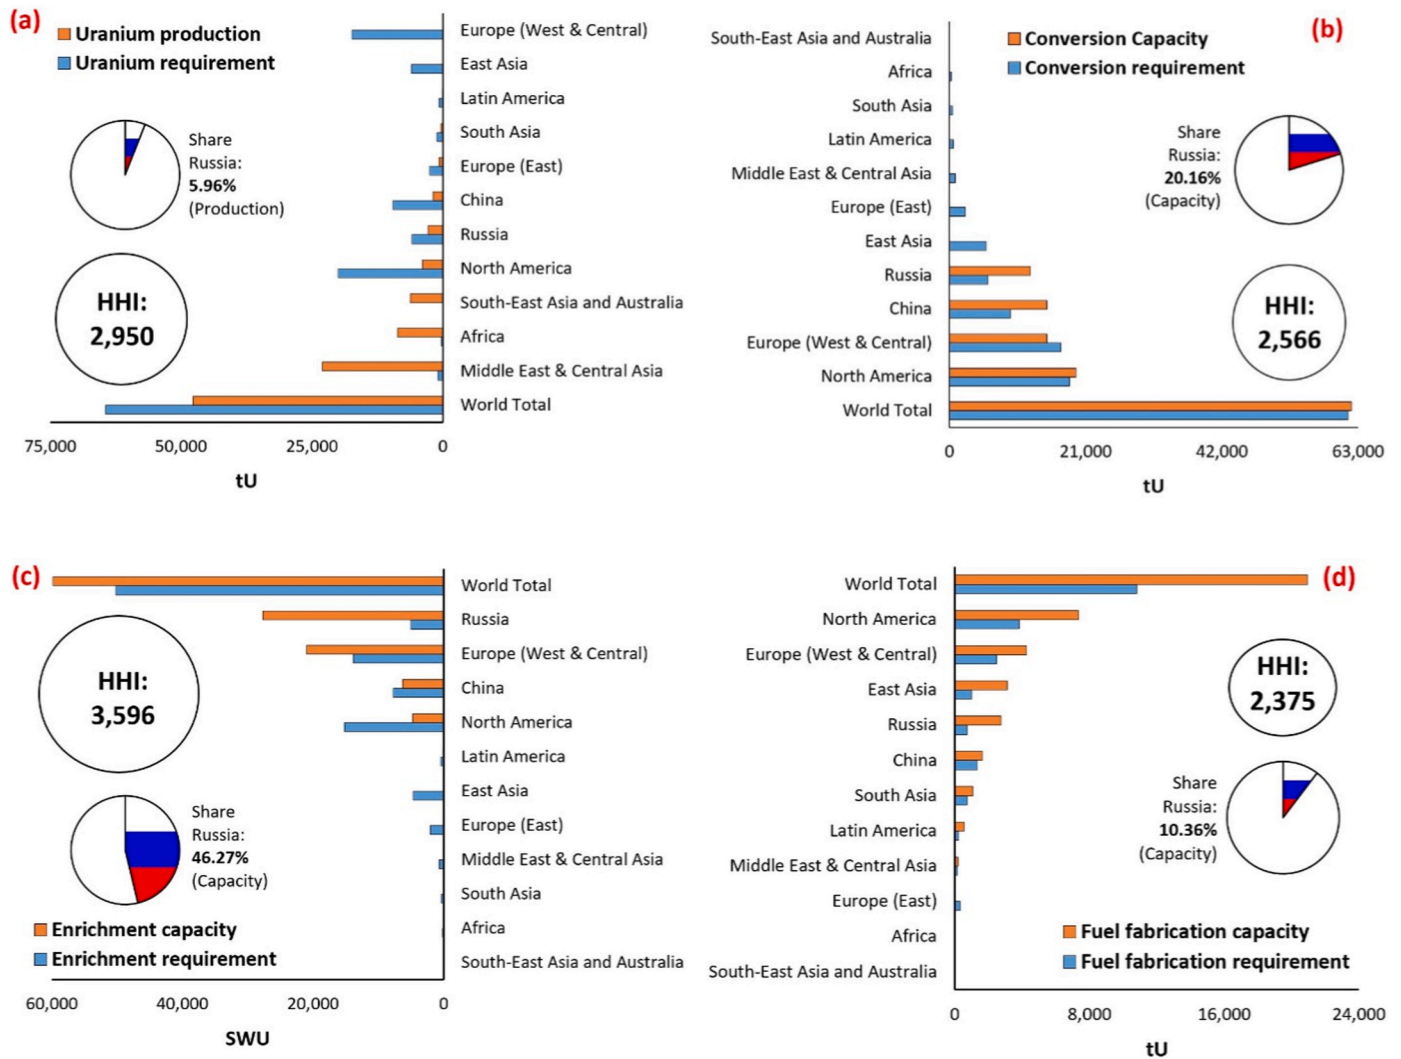 (a)
Uranium production
Uranium requirement
Share
Russia:
5.96%
(Production)
HHI:
2,950
Europe (West & Central)
East Asia
Latin America
South Asia
Europe (East)
China
Russia
North America
South-East Asia and Australia
Africa
Middle East & Central Asia
World Total
75,000 50,000 25,000 0
tU
(b)
Conversion Capacity
Conversion requirement
South-East Asia and Australia
Africa
South Asia
Latin America
Middle East & Central Asia
Europe (East)
East Asia
Russia
China
Europe (West & Central)
North America
World Total
Share
Russia:
20.16%
(Capacity)
HHI:
2,566
0 21,000 42,000 63,000
tU
(c)
HHI:
3,596
Share
Russia:
46.27%
(Capacity)
Enrichment capacity
Enrichment requirement
World Total
Russia
Europe (West & Central)
China
North America
Latin America
East Asia
Europe (East)
Middle East & Central Asia
South Asia
Africa
South-East Asia and Australia
60,000 40,000 20,000 0
SWU
(d)
World Total
North America
Europe (West & Central)
East Asia
Russia
China
South Asia
Latin America
Middle East & Central Asia
Europe (East)
Africa
South-East Asia and Australia
HHI:
2,375
Share
Russia:
10.36%
(Capacity)
Fuel fabrication capacity
Fuel fabrication requirement
0 8,000 16,000 24,000
tU